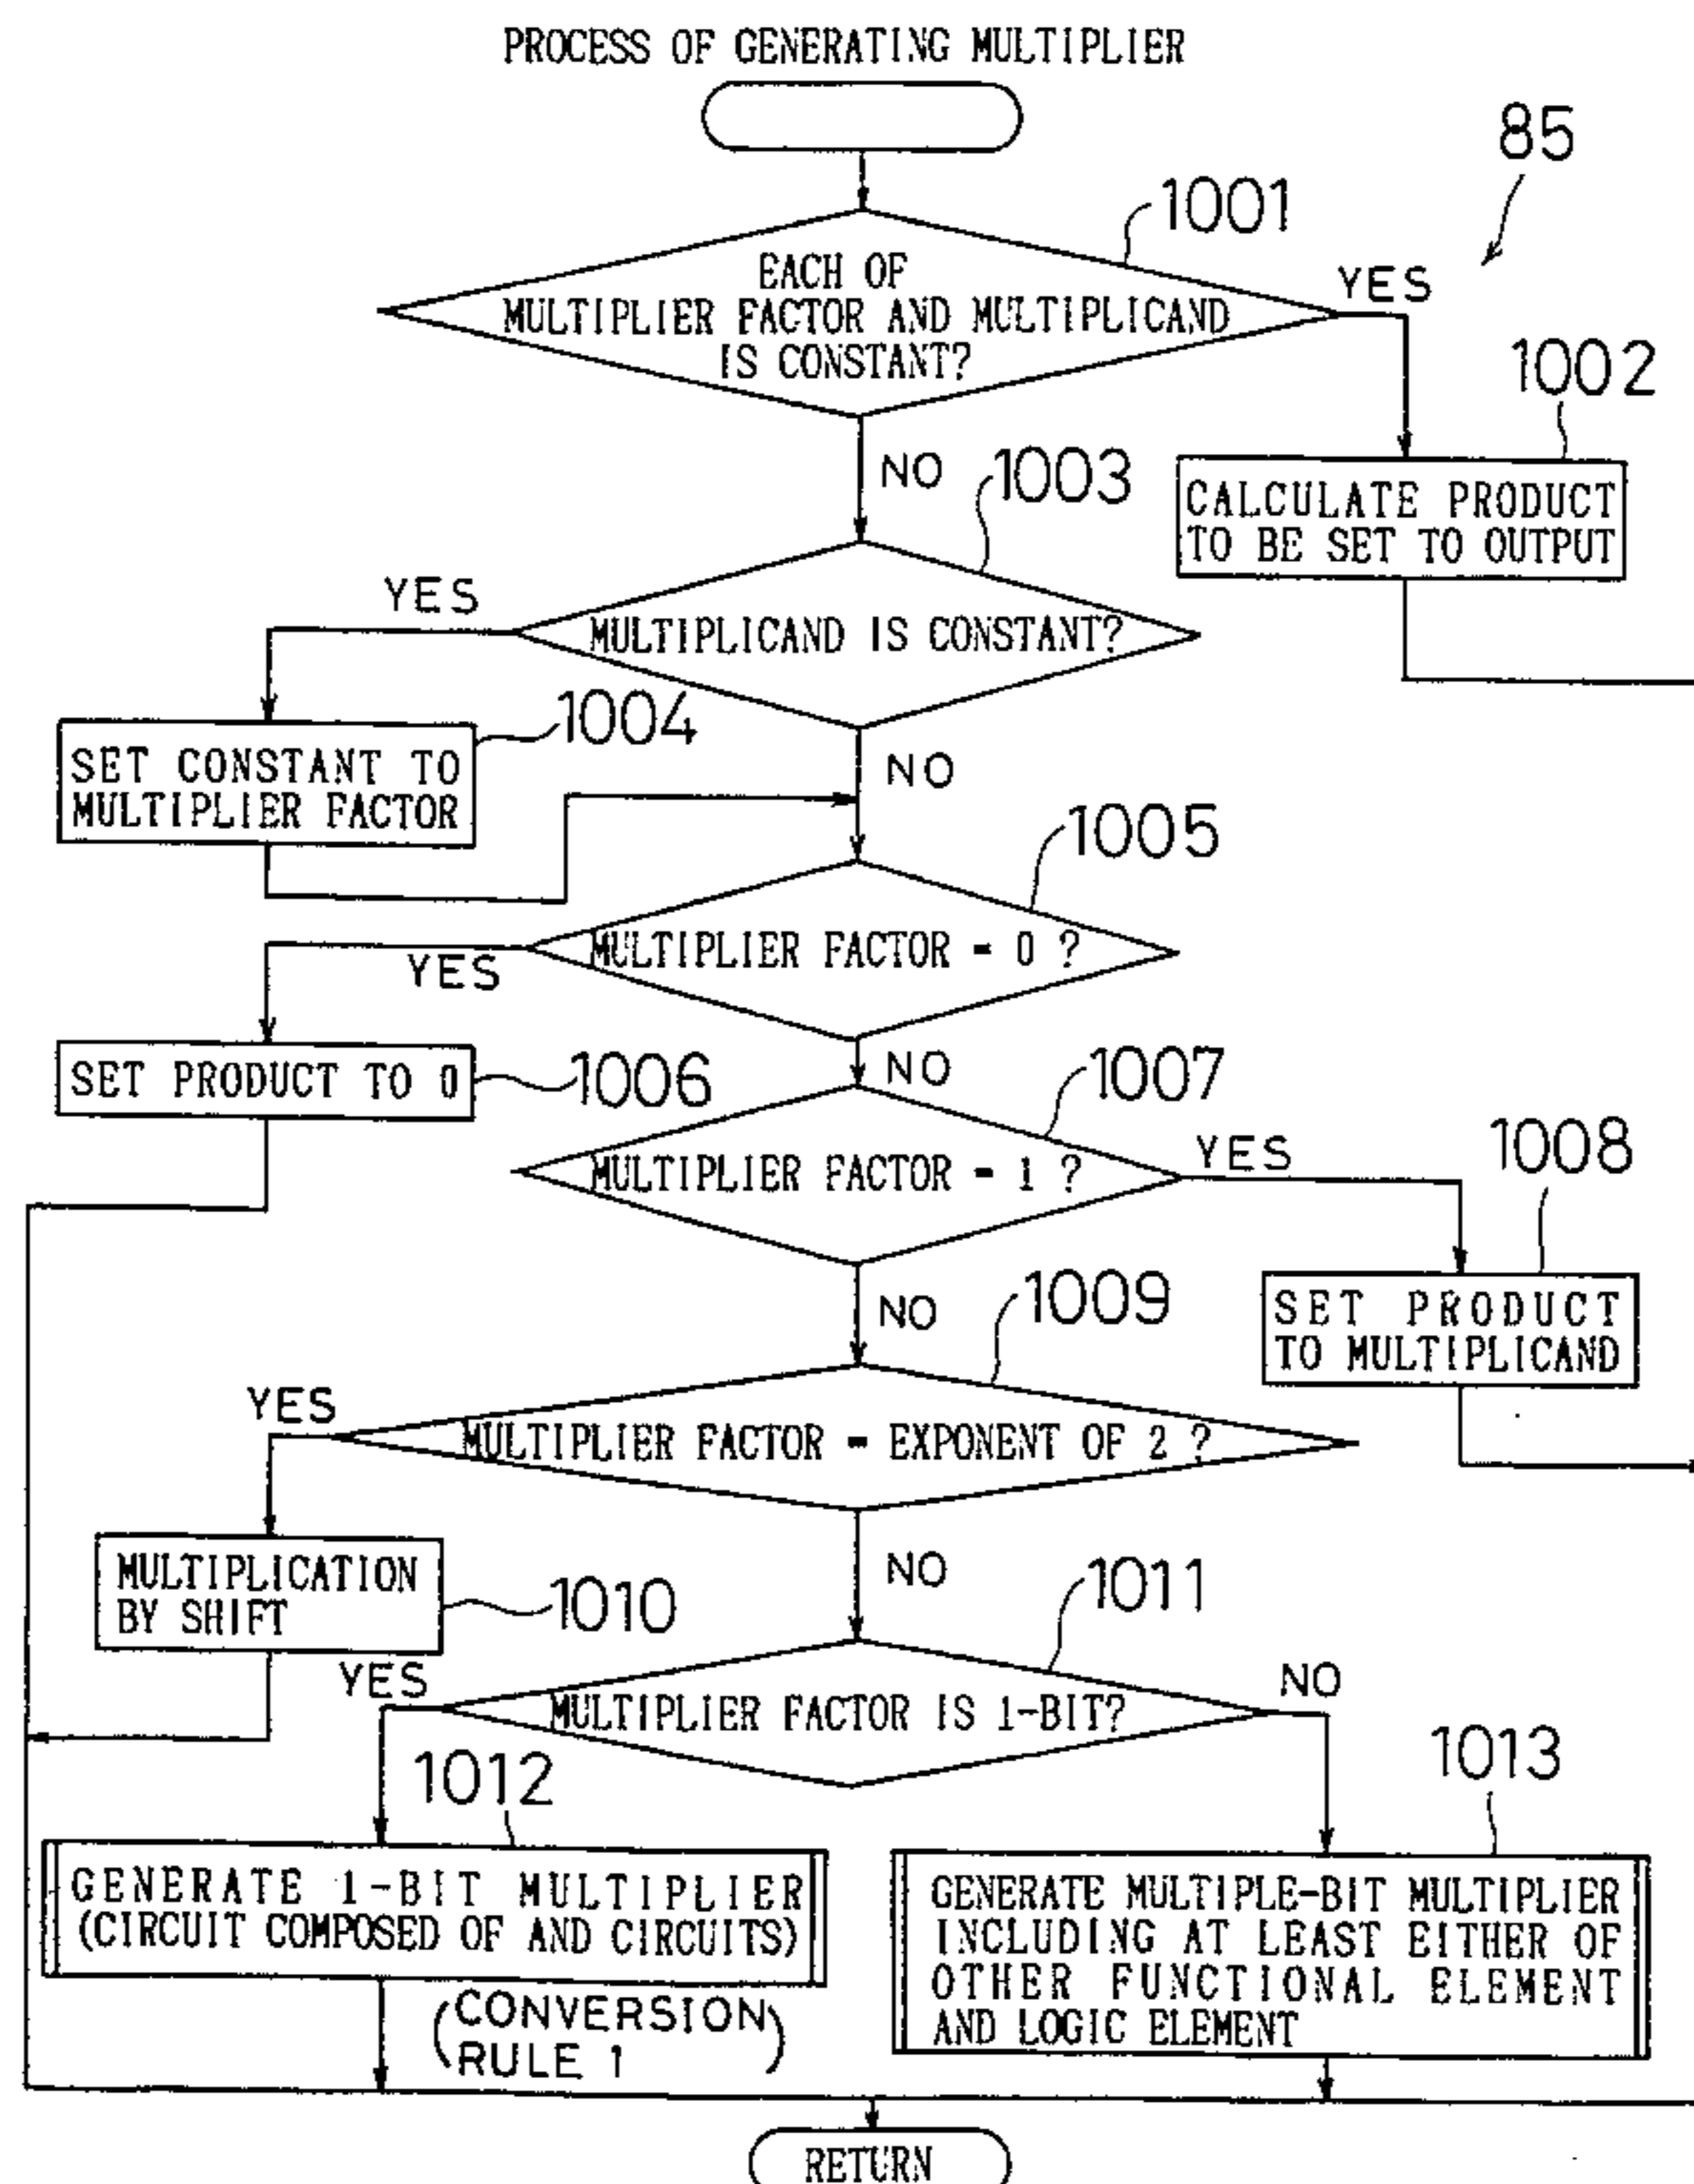 PROCESS OF GENERATING MULTIPLIER
85
1001
EACH OF
MULTIPLIER FACTOR AND MULTIPLICAND
IS CONSTANT?
YES
1002
NO
CALCULATE PRODUCT
TO BE SET TO OUTPUT
1003
YES
MULTIPLICAND IS CONSTANT?
1004
SET CONSTANT TO
MULTIPLIER FACTOR
NO
1005
MULTIPLIER FACTOR = 0 ?
YES
SET PRODUCT TO 0
1006
NO
1007
MULTIPLIER FACTOR = 1 ?
YES
1008
NO
SET PRODUCT
TO MULTIPLICAND
1009
YES
MULTIPLIER FACTOR = EXPONENT OF 2 ?
MULTIPLICATION
BY SHIFT
1010
NO
1011
YES
MULTIPLIER FACTOR IS 1-BIT?
NO
1012
1013
GENERATE 1-BIT MULTIPLIER
(CIRCUIT COMPOSED OF AND CIRCUITS)
GENERATE MULTIPLE-BIT MULTIPLIER
INCLUDING AT LEAST EITHER OF
OTHER FUNCTIONAL ELEMENT
AND LOGIC ELEMENT
(CONVERSION
RULE 1)
RETURN